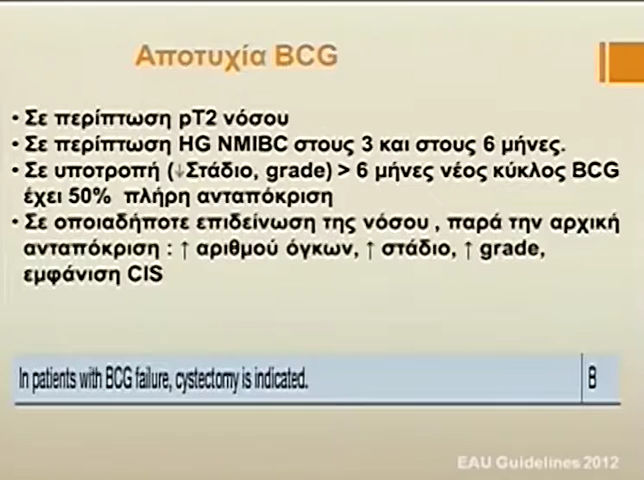 Αποτυχία BCG
• Σε περίπτωση pT2 νόσου
• Σε περίπτωση HG NMIBC στους 3 και στους 6 μήνες.
• Σε υποτροπή (↓Στάδιο, grade) > 6 μήνες νέος κύκλος BCG
έχει 50% πλήρη ανταπόκριση
• Σε οποιαδήποτε επιδείνωση της νόσου , παρά την αρχική
ανταπόκριση : ↑ αριθμού όγκων, ↑ στάδιο, ↑ grade,
εμφάνιση CIS
In patients with BCG failure, cystectomy is indicated. B
EAU Guidelines 2012